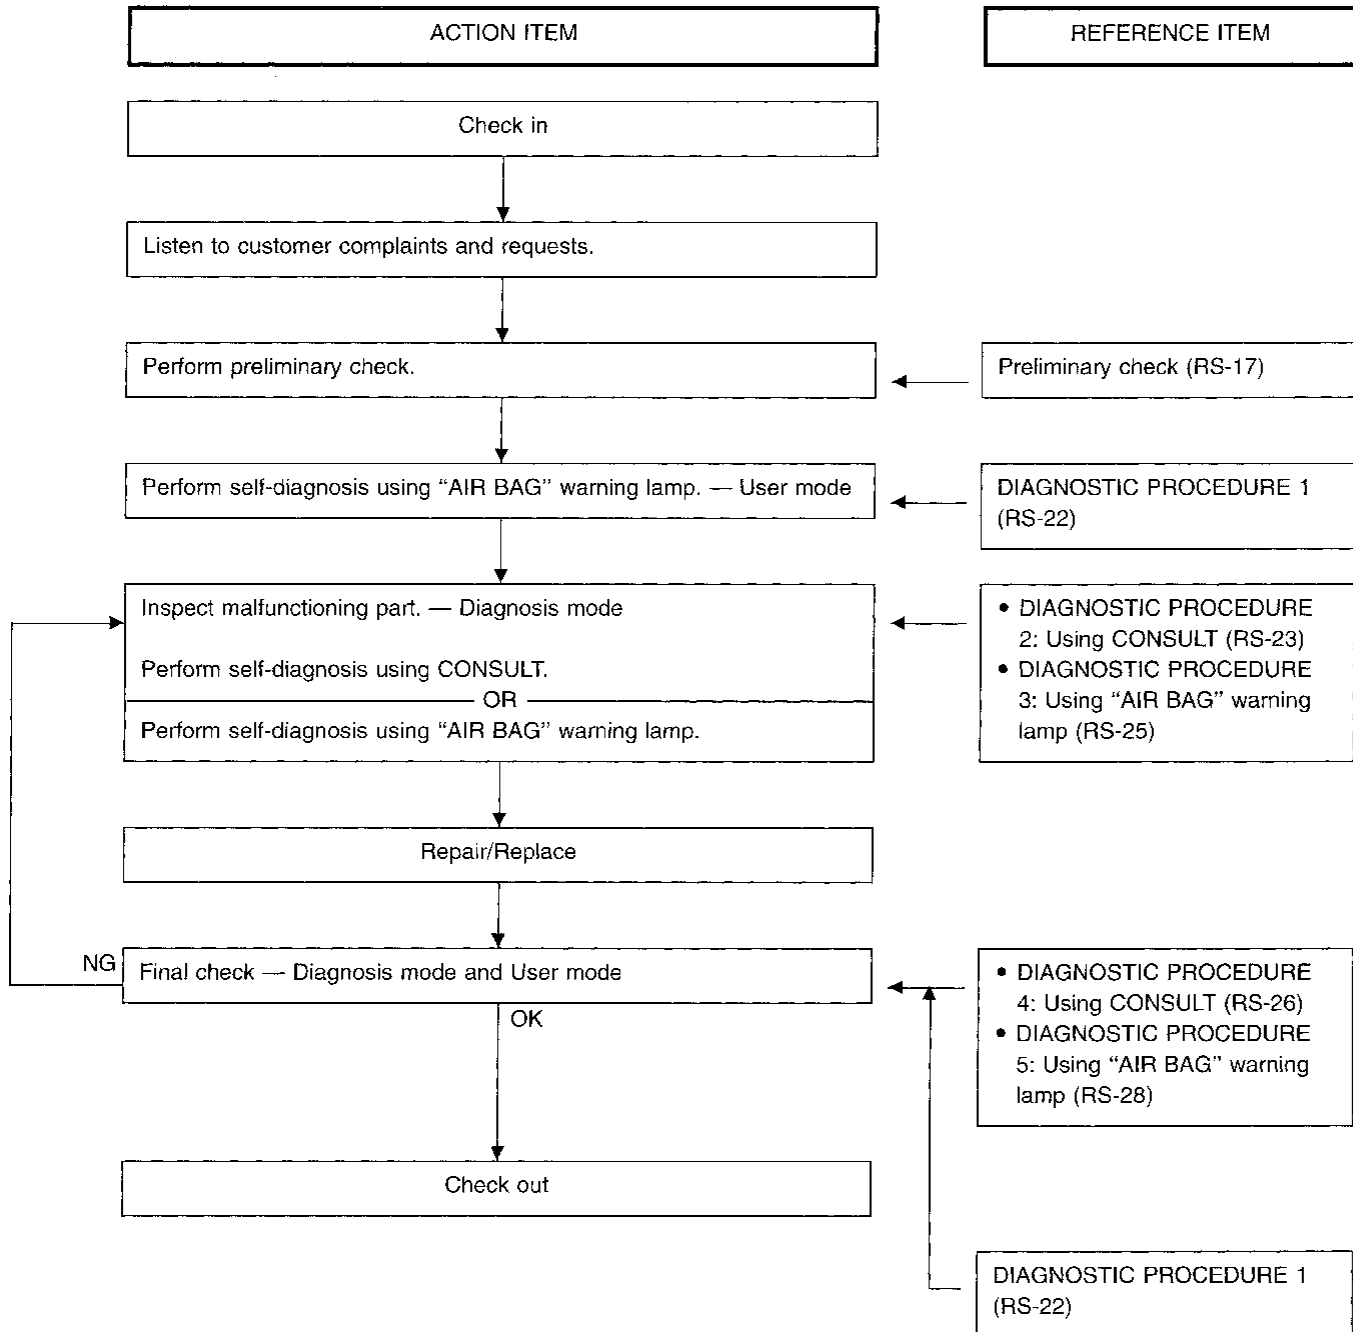 ACTION ITEM
REFERENCE ITEM
Check in
Listen to customer complaints and requests.
Perform preliminary check.
Preliminary check (RS-17)
Perform self-diagnosis using “AIR BAG” warning lamp. — User mode
DIAGNOSTIC PROCEDURE 1
(RS-22)
Inspect malfunctioning part. — Diagnosis mode
Perform self-diagnosis using CONSULT.
OR
Perform self-diagnosis using “AIR BAG” warning lamp.
• DIAGNOSTIC PROCEDURE
2: Using CONSULT (RS-23)
• DIAGNOSTIC PROCEDURE
3: Using “AIR BAG” warning
lamp (RS-25)
Repair/Replace
NG
Final check — Diagnosis mode and User mode
OK
• DIAGNOSTIC PROCEDURE
4: Using CONSULT (RS-26)
• DIAGNOSTIC PROCEDURE
5: Using “AIR BAG” warning
lamp (RS-28)
Check out
DIAGNOSTIC PROCEDURE 1
(RS-22)